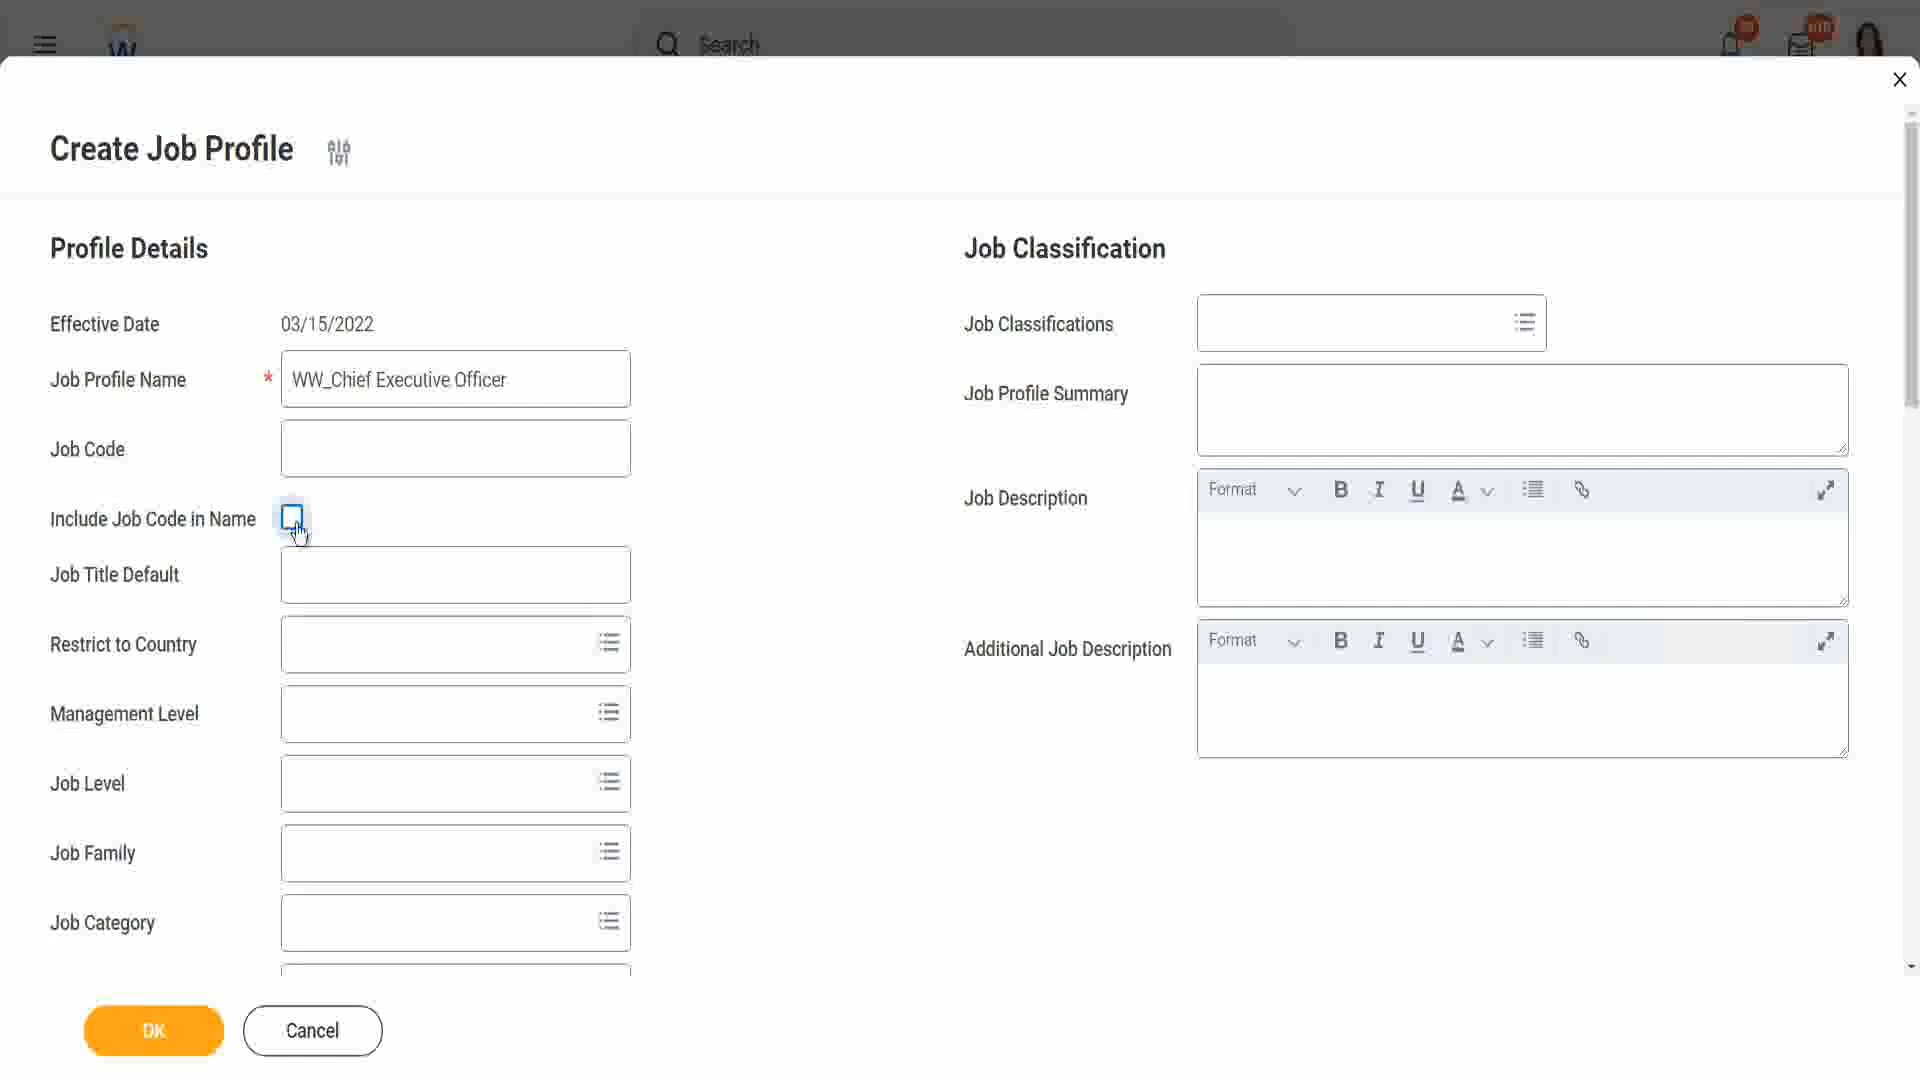 W
Search
Create Job Profile
Profile Details
Effective Date 03/15/2022
Job Profile Name * WW_Chief Executive Officer
Job Code
Include Job Code in Name
Job Title Default
Restrict to Country
Management Level
Job Level
Job Family
Job Category
Job Classification
Job Classifications
Job Profile Summary
Job Description
Format B I U A
Additional Job Description
Format B I U A
OK
Cancel